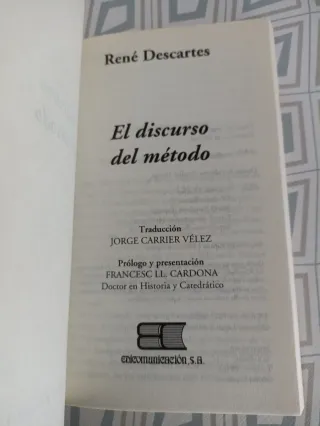 René Descartes
El discurso
del método
Traducción
JORGE CARRIER VÉLEZ
Prólogo y presentación
FRANCESC LL. CARDONA
Doctor en Historia y Catedrático
EDICOMUNICACIÓN, S.A.